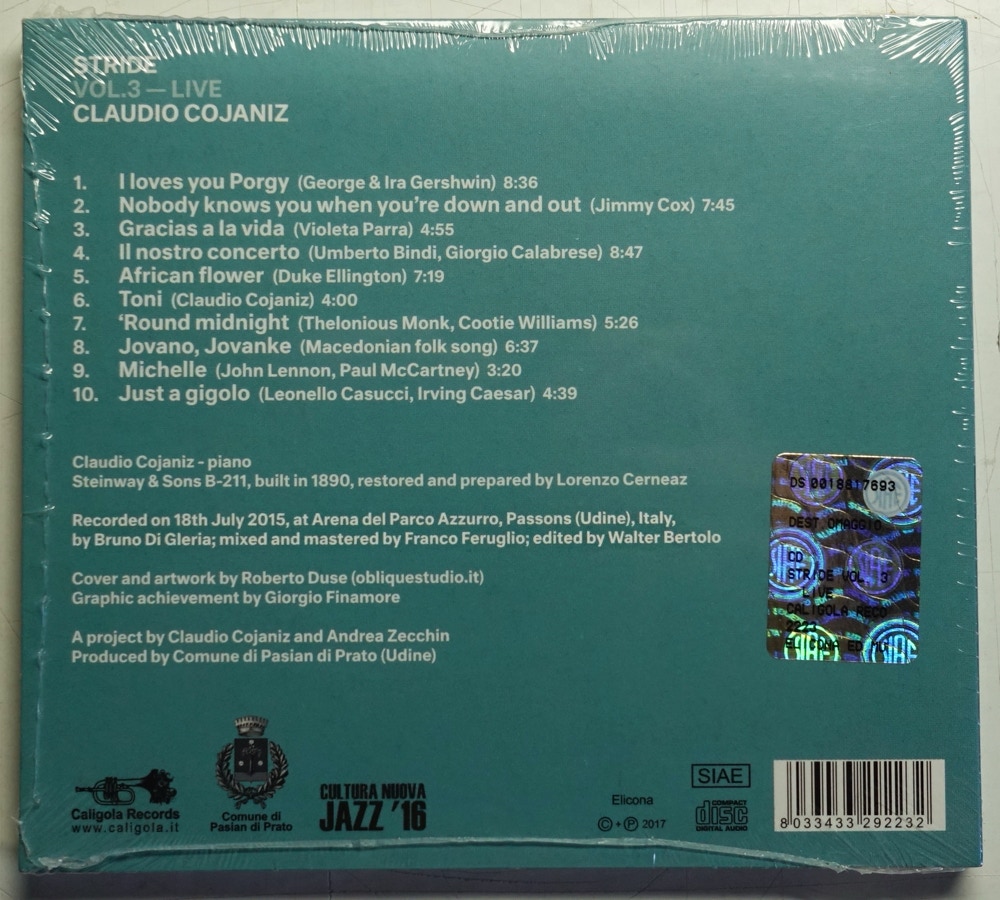 STRIDE
VOL.3 — LIVE
CLAUDIO COJANIZ
1. I loves you Porgy (George & Ira Gershwin) 8:36
2. Nobody knows you when you're down and out (Jimmy Cox) 7:45
3. Gracias a la vida (Violeta Parra) 4:55
4. Il nostro concerto (Umberto Bindi, Giorgio Calabrese) 8:47
5. African flower (Duke Ellington) 7:19
6. Toni (Claudio Cojaniz) 4:00
7. ‘Round midnight (Thelonious Monk, Cootie Williams) 5:26
8. Jovano, Jovanke (Macedonian folk song) 6:37
9. Michelle (John Lennon, Paul McCartney) 3:20
10. Just a gigolo (Leonello Casucci, Irving Caesar) 4:39
Claudio Cojaniz - piano
Steinway & Sons B-211, built in 1890, restored and prepared by Lorenzo Cerneaz
Recorded on 18th July 2015, at Arena del Parco Azzurro, Passons (Udine), Italy,
by Bruno Di Gleria; mixed and mastered by Franco Feruglio; edited by Walter Bertolo
Cover and artwork by Roberto Duse (obliquestudio.it)
Graphic achievement by Giorgio Finamore
A project by Claudio Cojaniz and Andrea Zecchin
Produced by Comune di Pasian di Prato (Udine)
DS 0018817693
DEST OMAGGIO
CD
STRIDE VOL. 3
LIVE
CALIGOLA RECO
2223
SIAE
Caligola Records
www.caligola.it
Comune di
Pasian di Prato
CULTURA NUOVA
JAZZ '16
Elicona
© + ℗ 2017
SIAE
COMPACT
disc
DIGITAL AUDIO
8 033433 292232